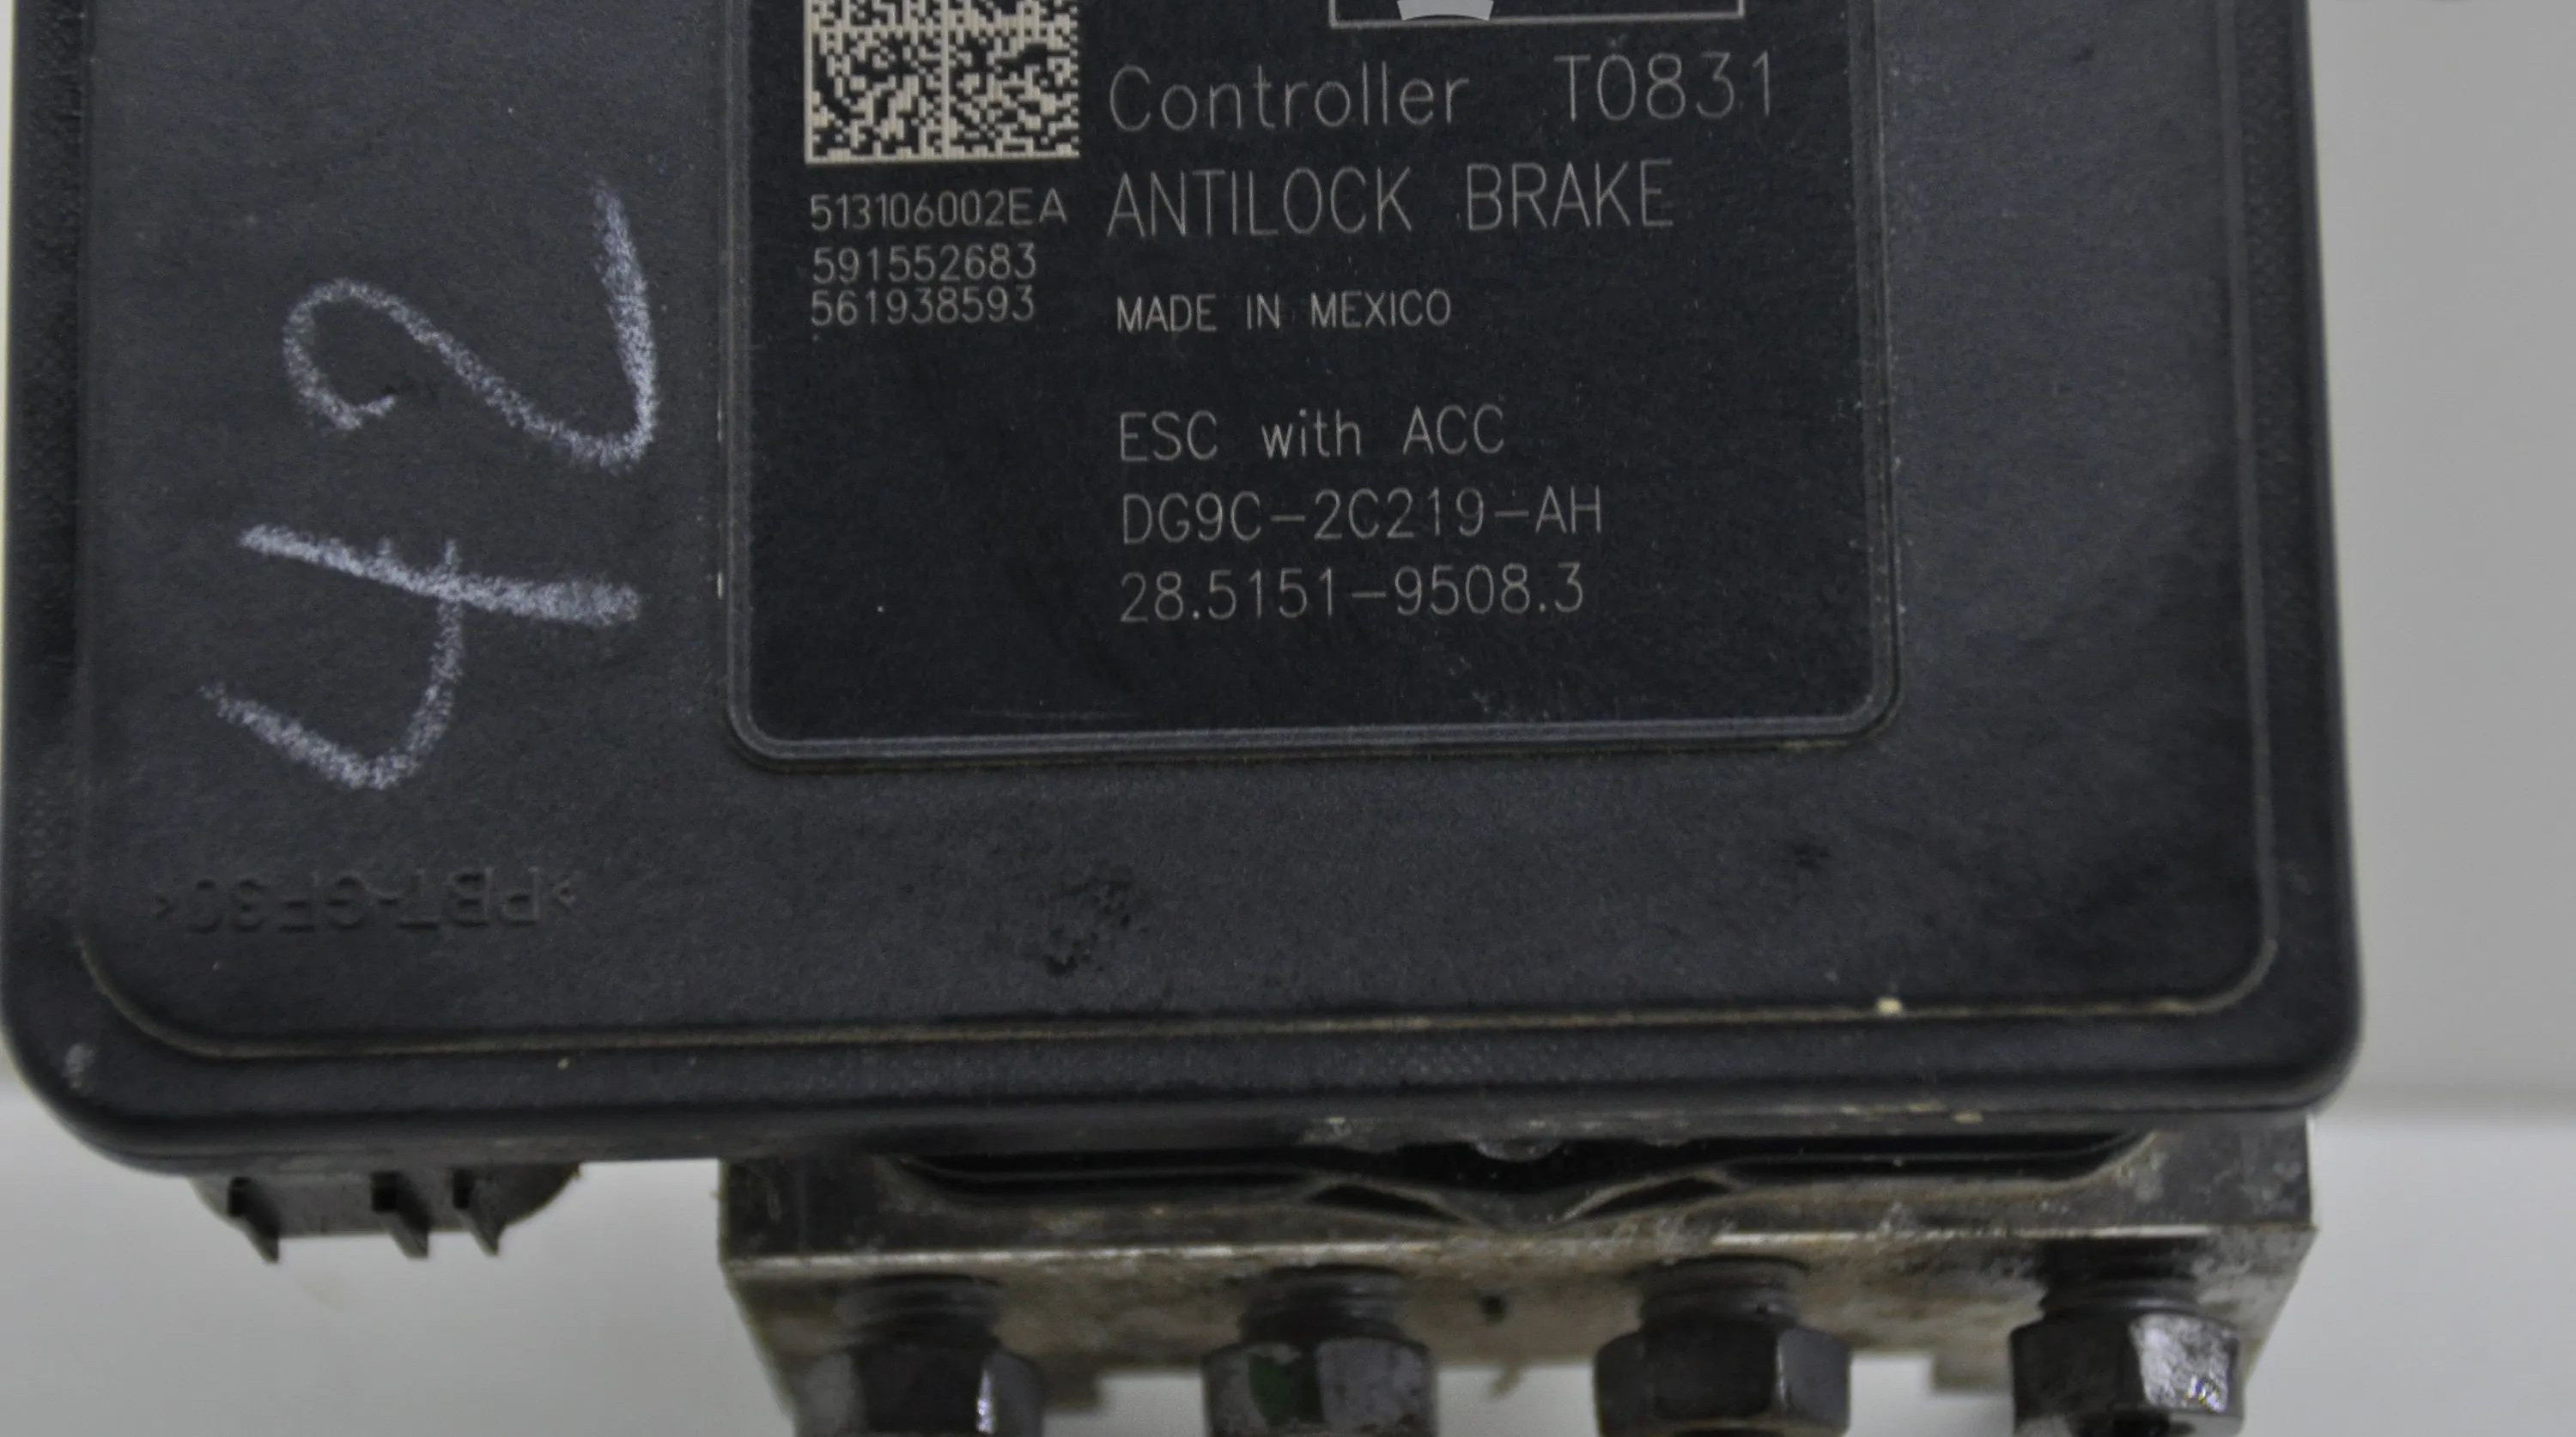 Controller T0831
ANTILOCK BRAKE
513106002EA
591552683
561938593
MADE IN MEXICO
ESC with ACC
DG9C-2C219-AH
28.5151-9508.3
42
>PBT-GF30<